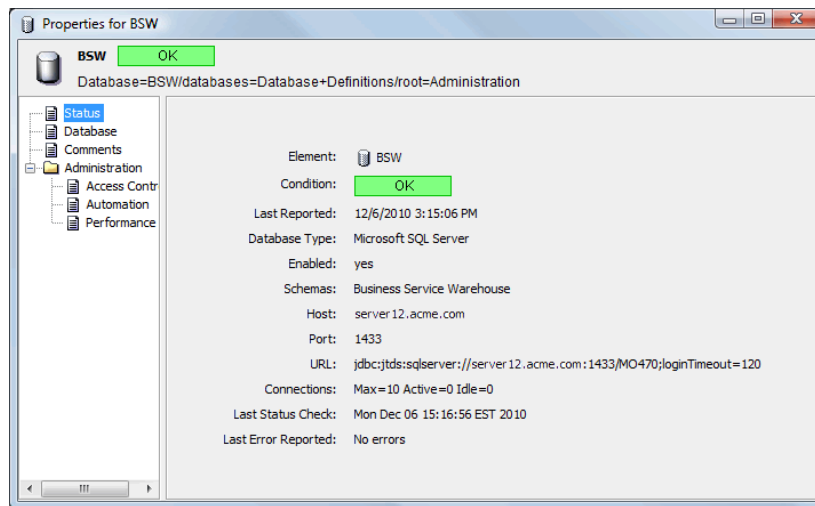 Properties for BSW
BSW OK
Database=BSW/databases=Database+Definitions/root=Administration
Status
Database
Comments
Administration
Access Contr
Automation
Performance
Element: BSW
Condition: OK
Last Reported: 12/6/2010 3:15:06 PM
Database Type: Microsoft SQL Server
Enabled: yes
Schemas: Business Service Warehouse
Host: server12.acme.com
Port: 1433
URL: jdbc:jtds:sqlserver://server12.acme.com:1433/MO470;loginTimeout=120
Connections: Max=10 Active=0 Idle=0
Last Status Check: Mon Dec 06 15:16:56 EST 2010
Last Error Reported: No errors